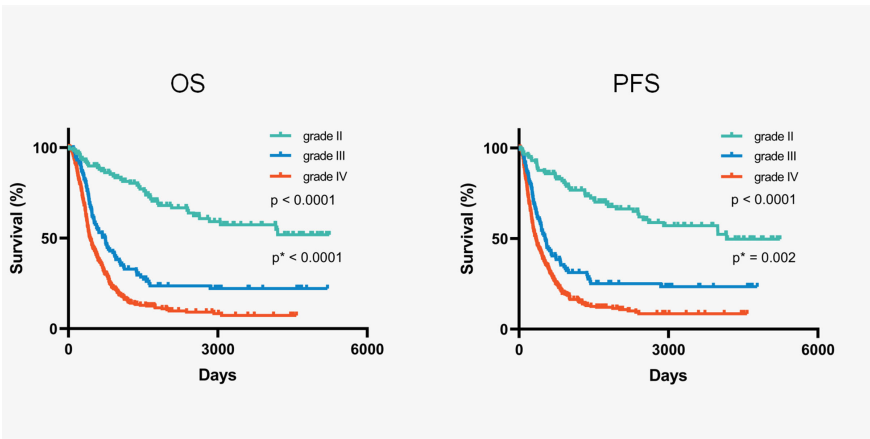 OS
100
50
0
0
3000
6000
Survival (%)
Days
grade II
grade III
grade IV
p < 0.0001
p* < 0.0001
PFS
100
50
0
0
3000
6000
Survival (%)
Days
grade II
grade III
grade IV
p < 0.0001
p* = 0.002